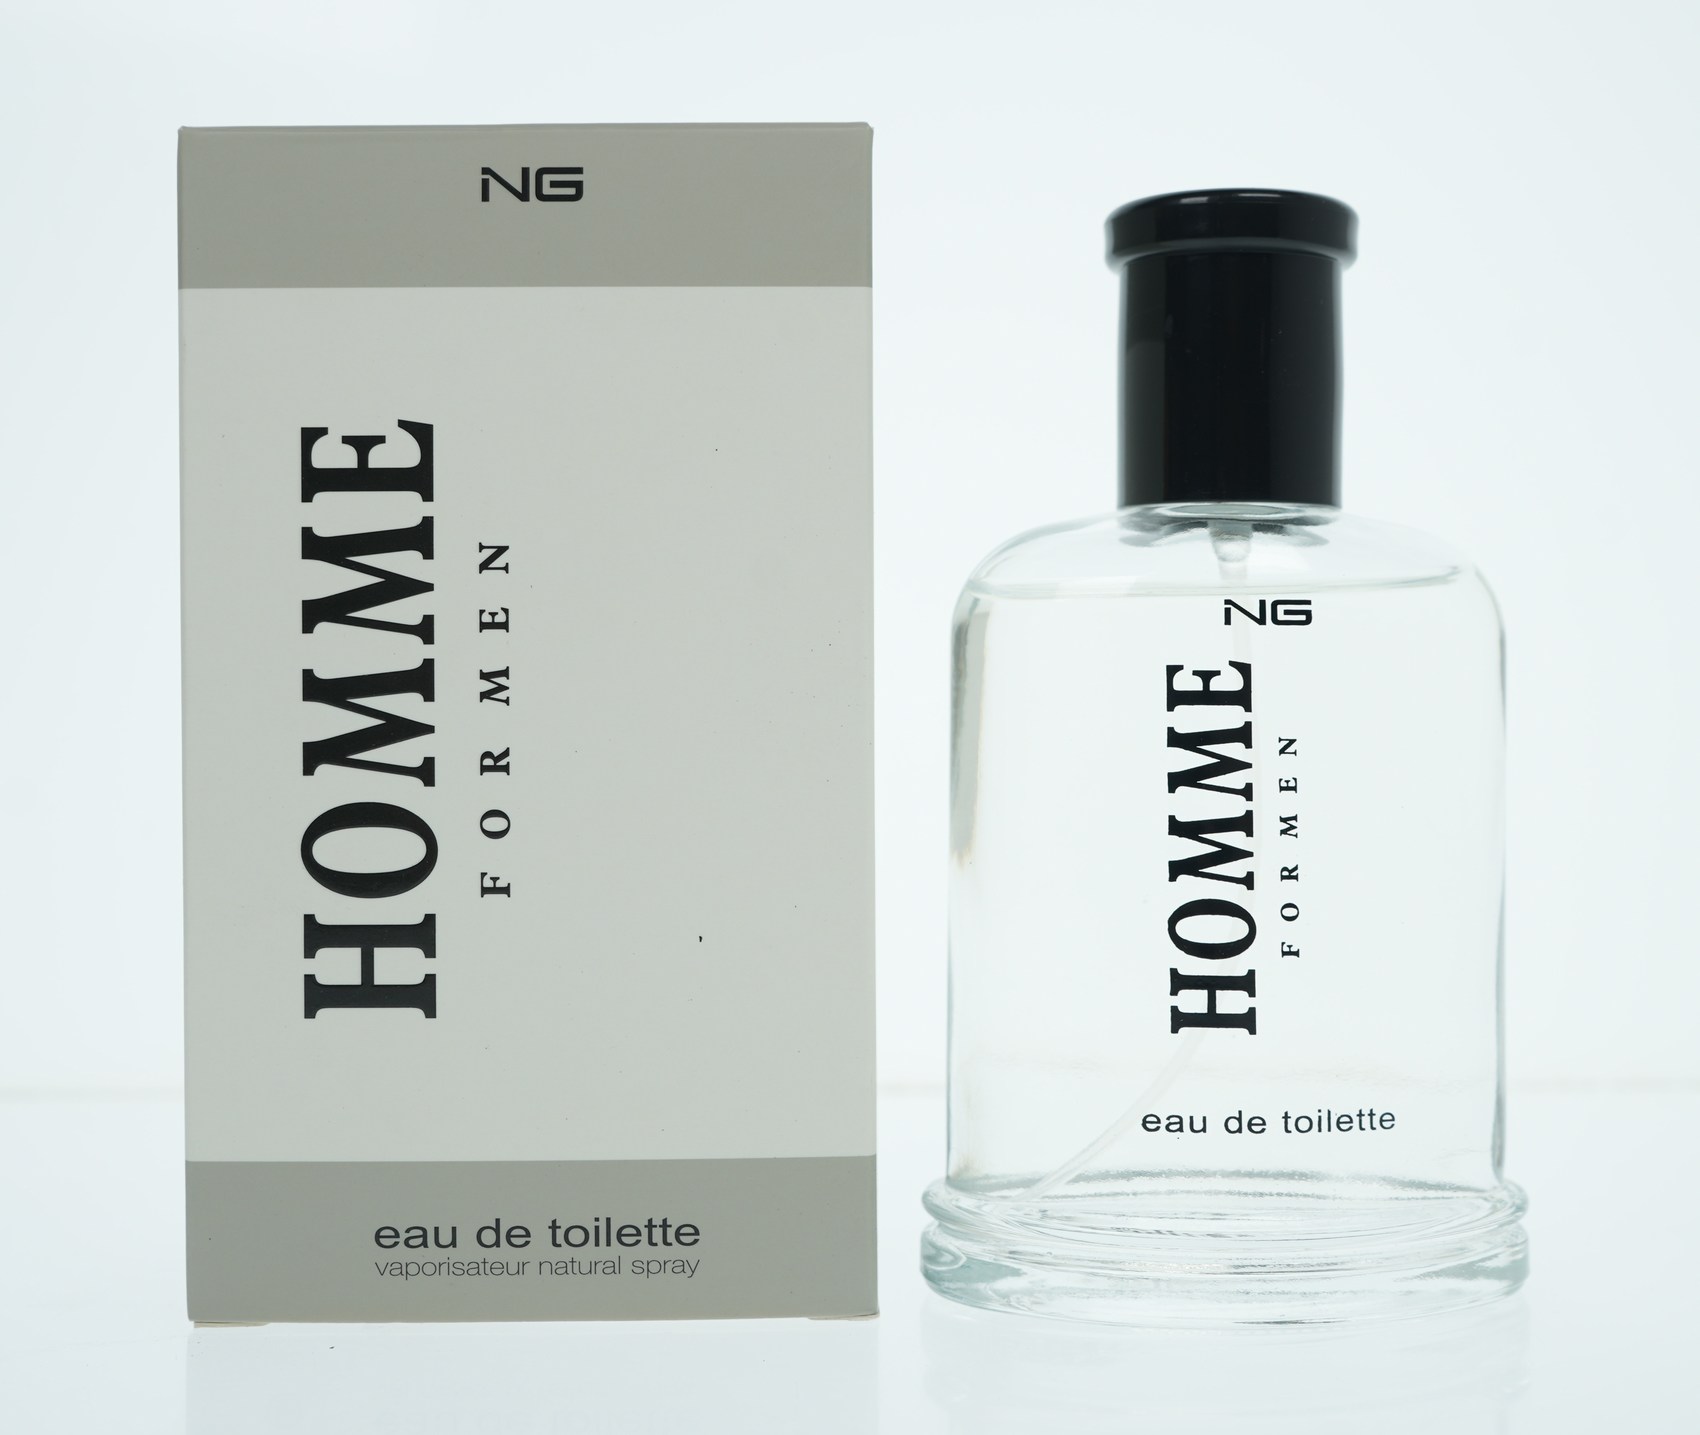 NG
HOMME
FOR MEN
eau de toilette
vaporisateur natural spray
NG
HOMME
FOR MEN
eau de toilette